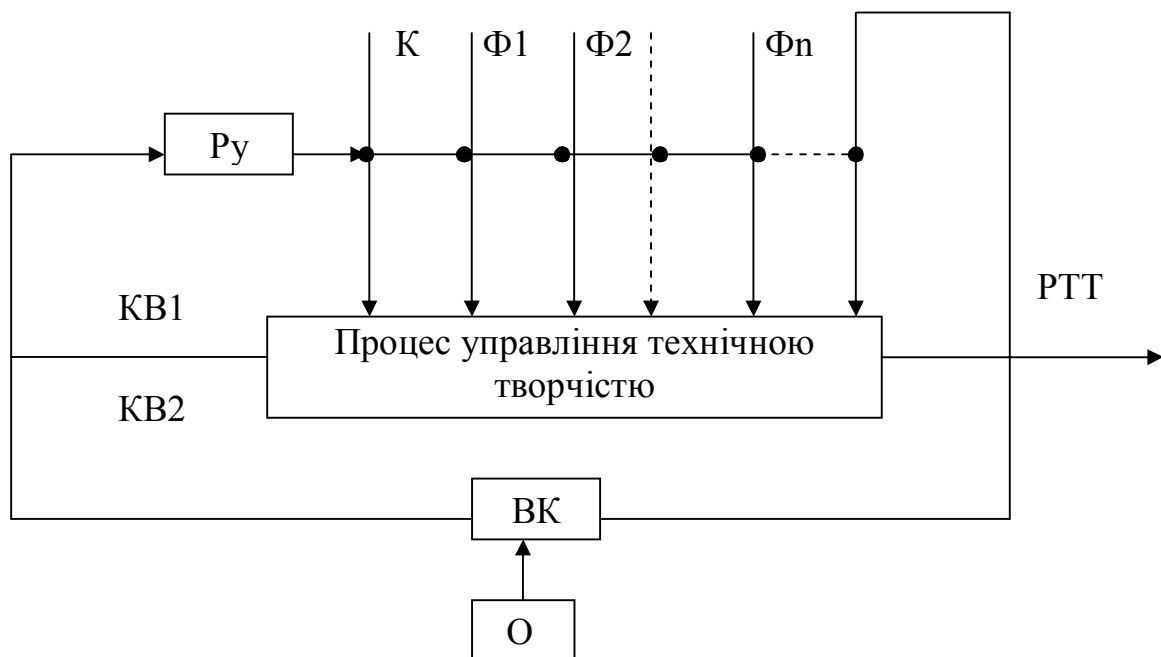 К Ф1 Ф2 Фn
Ру
РТТ
КВ1
Процес управління технічною
творчістю
КВ2
ВК
О